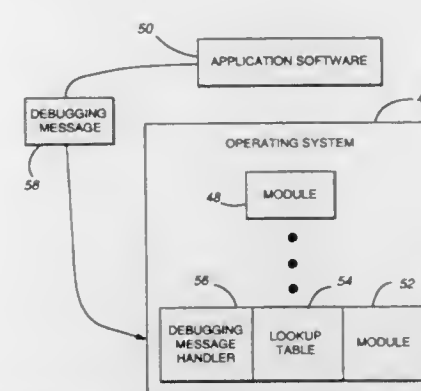 50
APPLICATION SOFTWARE
DEBUGGING
MESSAGE
58
4
OPERATING SYSTEM
48
MODULE
56
54
52
DEBUGGING
MESSAGE
HANDLER
LOOKUP
TABLE
MODULE